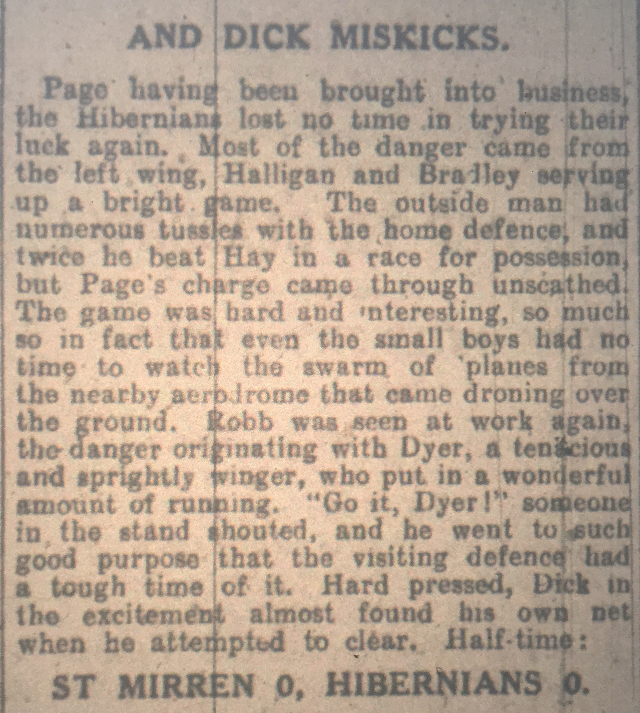 AND DICK MISKICKS.
Page having been brought into business,
the Hibernians lost no time in trying their
luck again. Most of the danger came from
the left wing, Halligan and Bradley serving
up a bright game. The outside man had
numerous tussles with the home defence, and
twice he beat Hay in a race for possession,
but Page's charge came through unscathed.
The game was hard and interesting, so much
so in fact that even the small boys had no
time to watch the swarm of 'planes from
the nearby aerodrome that came droning over
the ground. Robb was seen at work again,
the danger originating with Dyer, a tenacious
and sprightly winger, who put in a wonderful
amount of running. "Go it, Dyer!" someone
in the stand shouted, and he went to such
good purpose that the visiting defence had
a tough time of it. Hard pressed, Dick in
the excitement almost found his own net
when he attempted to clear. Half-time:
ST MIRREN 0, HIBERNIANS 0.